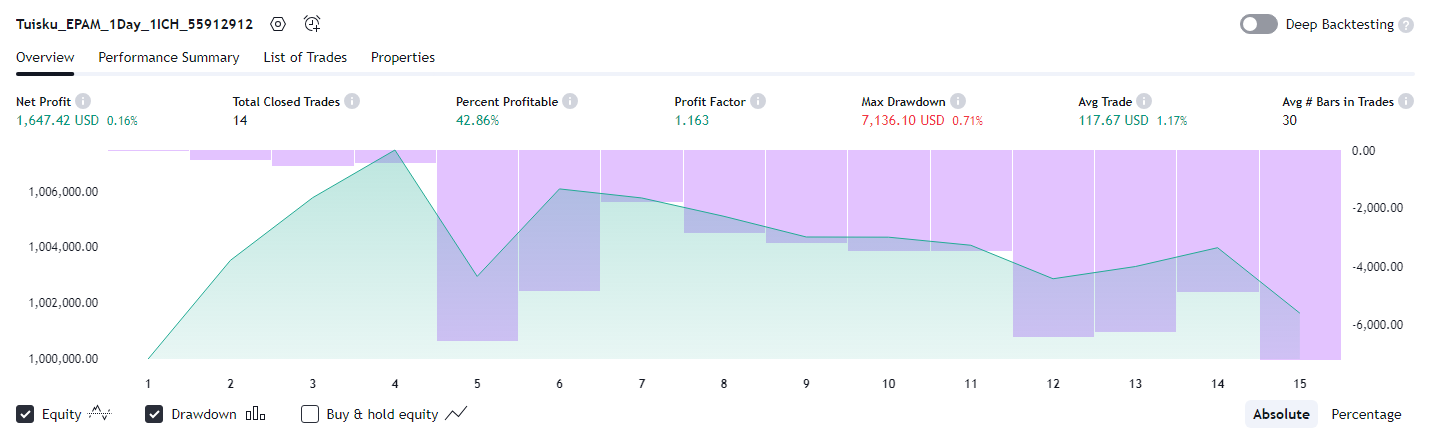 Tuisku_EPAM_1Day_1ICH_55912912
Deep Backtesting ?
Overview Performance Summary List of Trades Properties
Net Profit Total Closed Trades Percent Profitable Profit Factor Max Drawdown Avg Trade Avg # Bars in Trades
1,647.42 USD 0.16% 14 42.86% 1.163 7,136.10 USD 0.71% 117.67 USD 1.17% 30
0.00
1,006,000.00
-2,000.00
1,004,000.00
-4,000.00
1,002,000.00
-6,000.00
1,000,000.00
1 2 3 4 5 6 7 8 9 10 11 12 13 14 15
Equity Drawdown Buy & hold equity Absolute Percentage